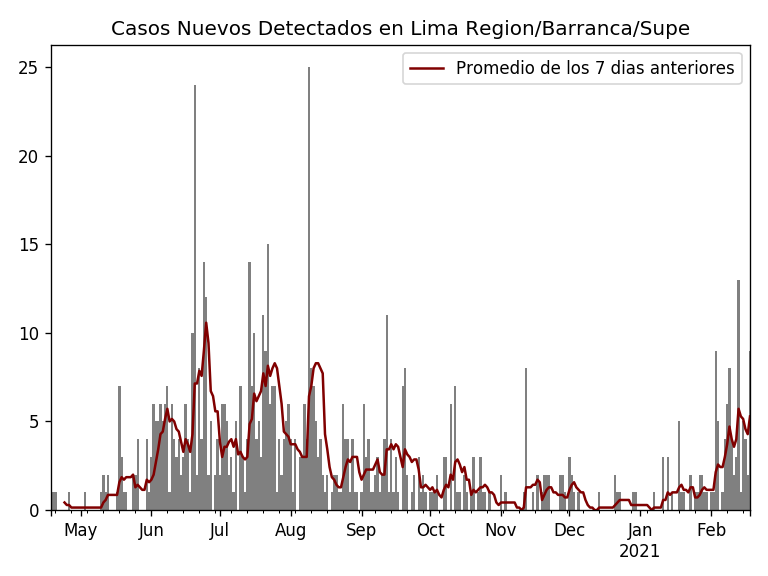 Casos Nuevos Detectados en Lima Region/Barranca/Supe
Promedio de los 7 dias anteriores
25
20
15
10
5
0
May Jun Jul Aug Sep Oct Nov Dec Jan Feb
2021